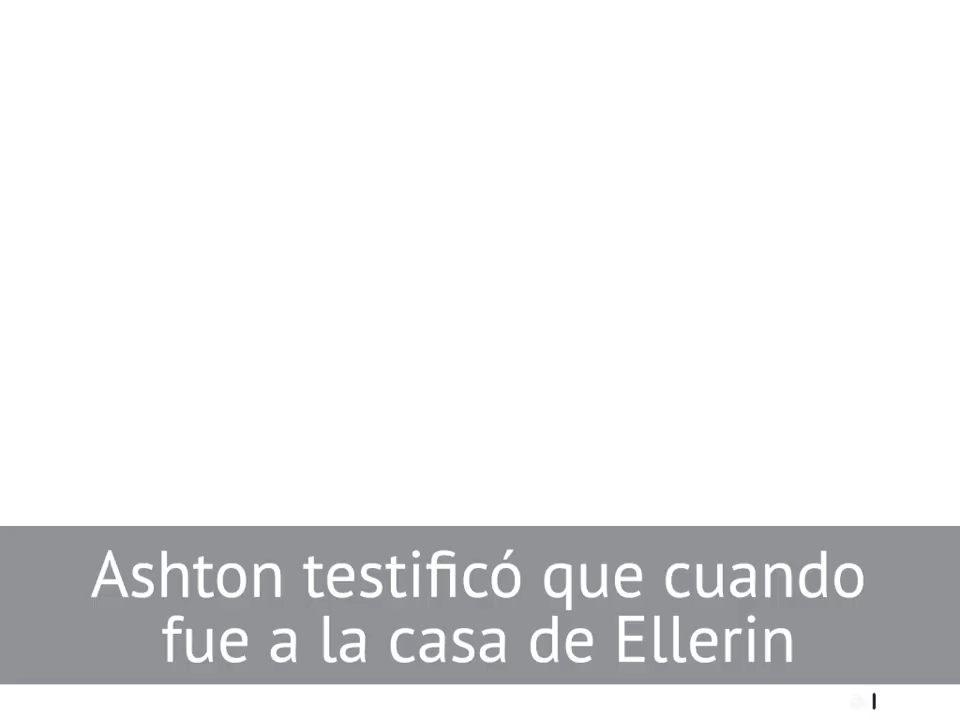 Ashton testificó que cuando
fue a la casa de Ellerin